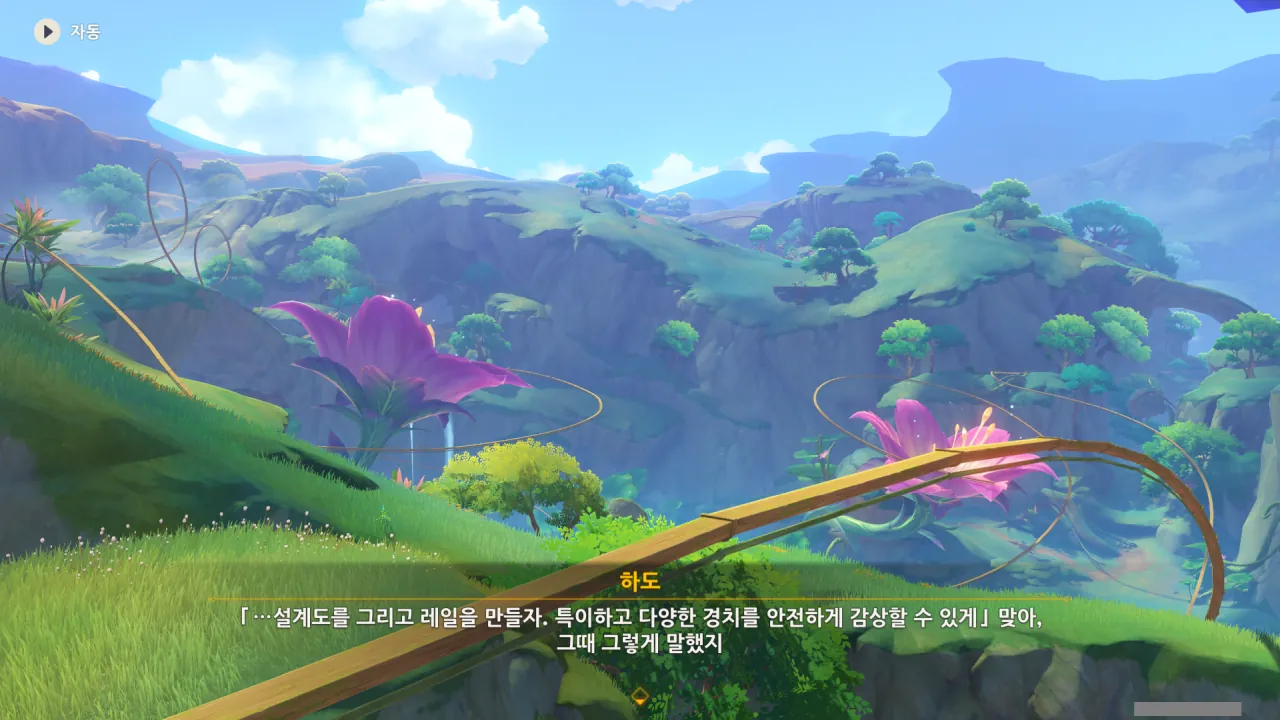 자동
하도
「…설계도를 그리고 레일을 만들자. 특이하고 다양한 경치를 안전하게 감상할 수 있게」 맞아,
그때 그렇게 말했지